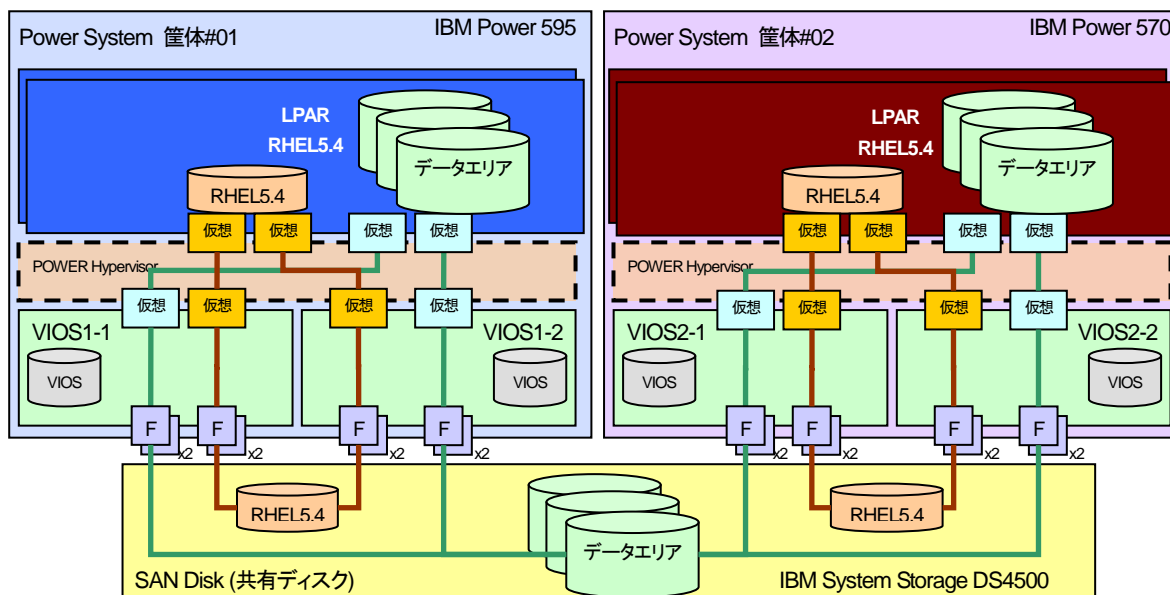 Power System 筐体#01
IBM Power 595
LPAR
RHEL5.4
データエリア
RHEL5.4
仮想
仮想
仮想
仮想
POWER Hypervisor
仮想
仮想
仮想
仮想
VIOS1-1
VIOS1-2
VIOS
VIOS
F
F
F
F
x2
x2
x2
x2
Power System 筐体#02
IBM Power 570
LPAR
RHEL5.4
データエリア
RHEL5.4
仮想
仮想
仮想
仮想
POWER Hypervisor
仮想
仮想
仮想
仮想
VIOS2-1
VIOS2-2
VIOS
VIOS
F
F
F
F
x2
x2
x2
x2
RHEL5.4
データエリア
RHEL5.4
SAN Disk (共有ディスク)
IBM System Storage DS4500